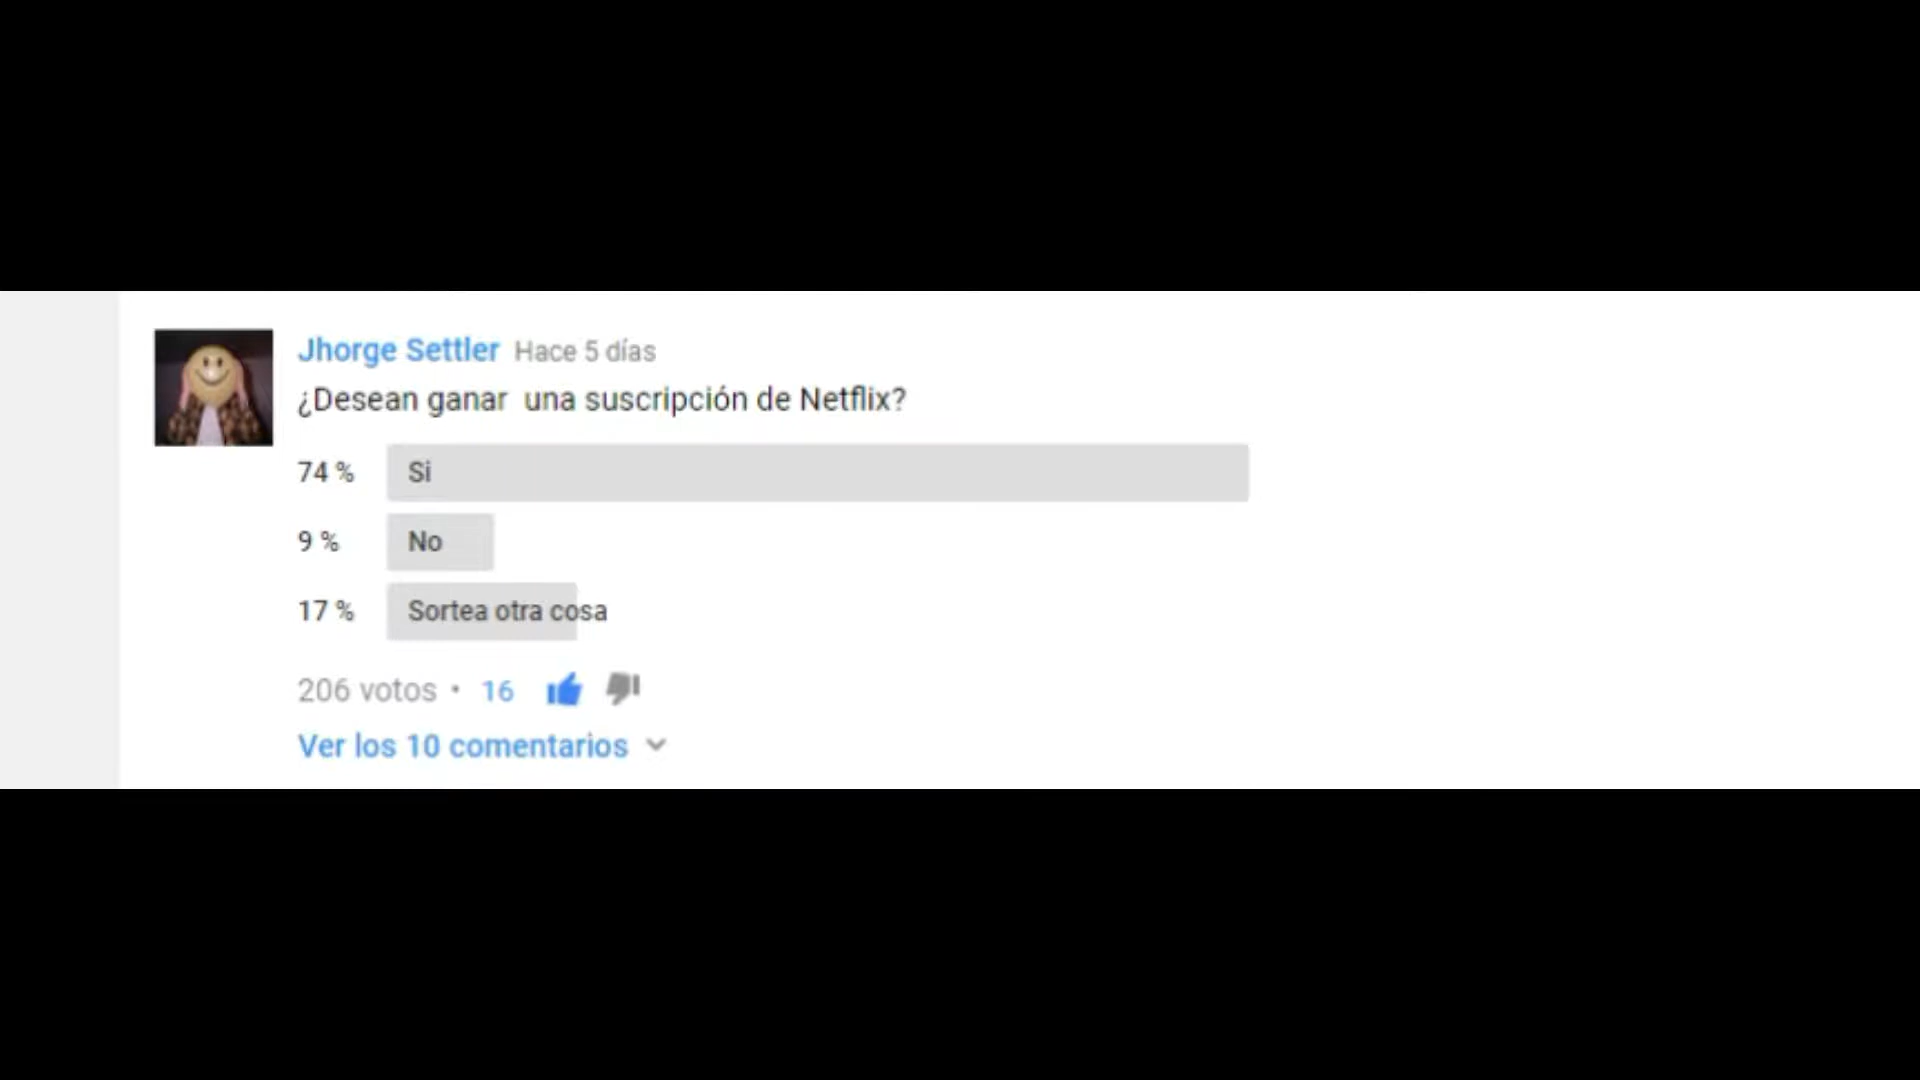 Jhorge Settler Hace 5 días
¿Desean ganar una suscripción de Netflix?
74 % Si
9 % No
17 % Sortea otra cosa
206 votos • 16
Ver los 10 comentarios